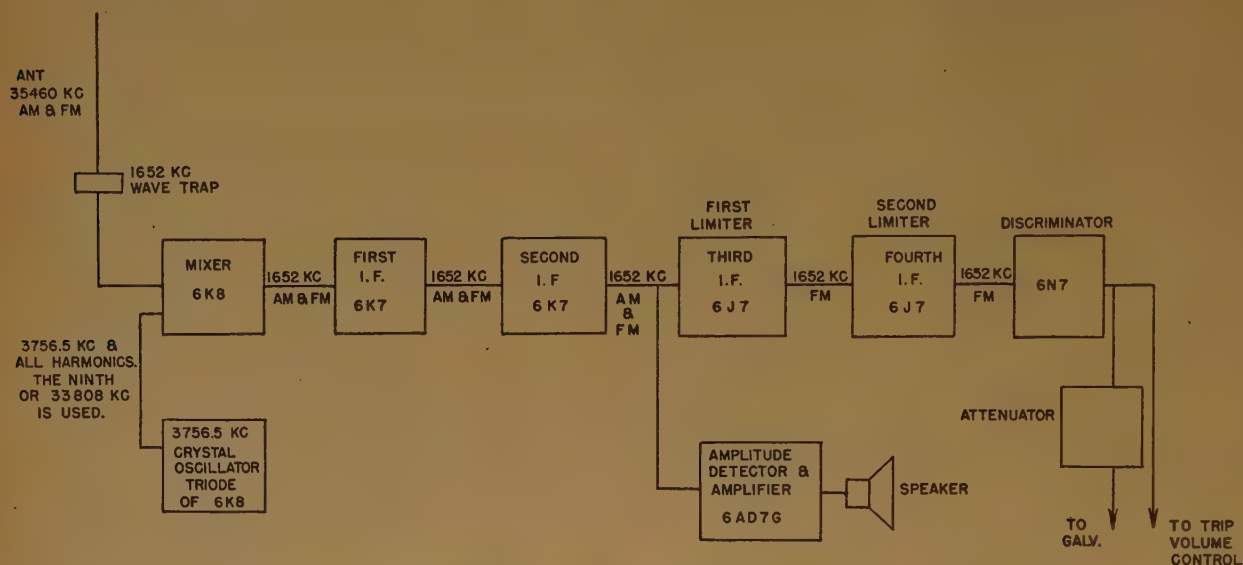 ANT
35460 KC
AM & FM
1652 KC
WAVE TRAP
MIXER
6K8
1652 KC
AM & FM
FIRST
I.F.
6K7
1652 KC
AM & FM
SECOND
I.F
6K7
1652 KC
AM
&
FM
FIRST
LIMITER
THIRD
I.F.
6J7
1652 KC
FM
SECOND
LIMITER
FOURTH
I.F.
6J7
1652 KC
FM
DISCRIMINATOR
6N7
3756.5 KC &
ALL HARMONICS.
THE NINTH
OR 33808 KC
IS USED.
3756.5 KC
CRYSTAL
OSCILLATOR
TRIODE
OF 6K8
AMPLITUDE
DETECTOR &
AMPLIFIER
6AD7G
SPEAKER
ATTENUATOR
TO
GALV.
TO TRIP
VOLUME
CONTROL